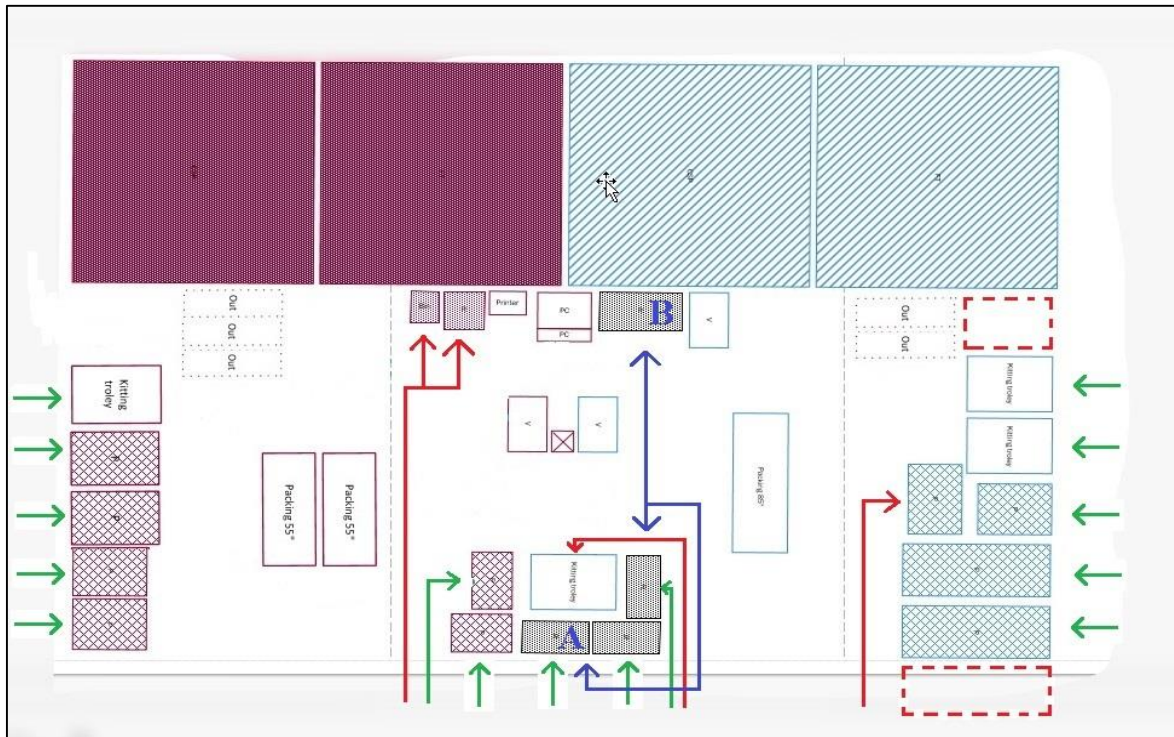 Out
Out
Out
Printer
PC
PC
B
V
Out
Out
Kitting
troley
Kitting troley
Kitting troley
V
V
Packing 55"
Packing 55"
Packing 85"
P
P
P
P
P
P
P
P
P
Kitting troley
A
P
P
P